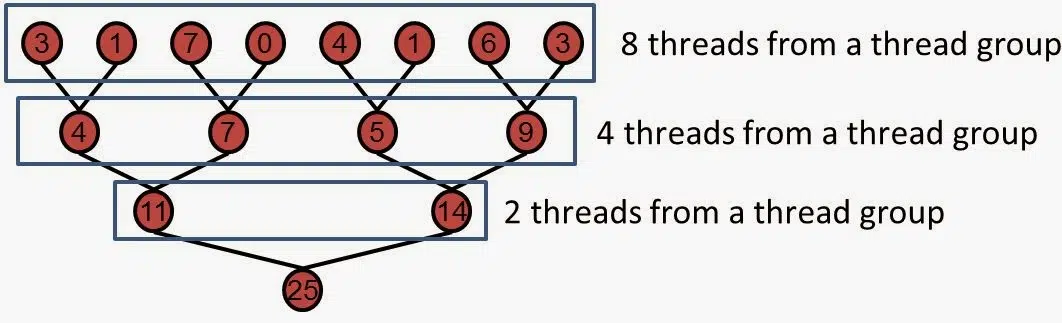 3 1 7 0 4 1 6 3 8 threads from a thread group
4 7 5 9 4 threads from a thread group
11 14 2 threads from a thread group
25